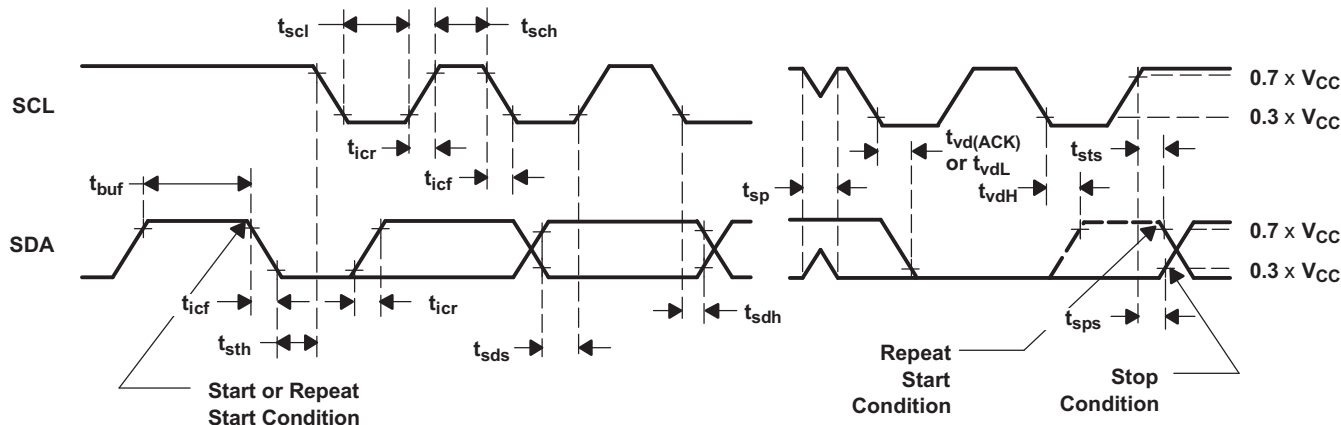 tscl
tsch
0.7 x VCC
SCL
0.3 x VCC
ticr
tvd(ACK)
or tvdL
tsts
tbuf
ticf
tsp
tvdH
SDA
0.7 x VCC
0.3 x VCC
ticf
ticr
tsdh
tsps
tsth
tsds
Repeat
Start
Condition
Stop
Condition
Start or Repeat
Start Condition